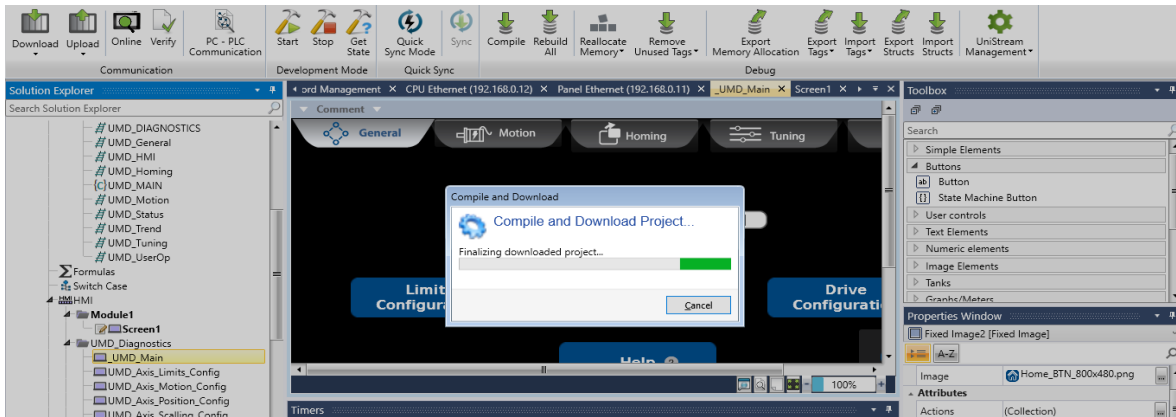 Download
Upload
Online
Verify
PC - PLC
Communication
Start
Stop
Get
State
Quick
Sync Mode
Sync
Compile
Rebuild
All
Reallocate
Memory
Remove
Unused Tags
Export
Memory Allocation
Export
Tags
Import
Tags
Export
Structs
Import
Structs
UniStream
Management
Communication
Development Mode
Quick Sync
Debug
Solution Explorer
Search Solution Explorer
UMD_DIAGNOSTICS
UMD_General
UMD_HMI
UMD_Homing
{C} UMD_MAIN
UMD_Motion
UMD_Status
UMD_Trend
UMD_Tuning
UMD_UserOp
Formulas
Switch Case
HMI
Module1
Screen1
UMD_Diagnostics
_UMD_Main
UMD_Axis_Limits_Config
UMD_Axis_Motion_Config
UMD_Axis_Position_Config
UMD_Axis_Scalling_Config
ord Management
CPU Ethernet (192.168.0.12)
Panel Ethernet (192.168.0.11)
_UMD_Main
Screen1
Comment
General
Motion
Homing
Tuning
Compile and Download
Compile and Download Project...
Finalizing downloaded project...
Cancel
Limit
Configura
Drive
Configurati
Help ?
100%
Timers
Toolbox
Search
Simple Elements
Buttons
ab Button
{} State Machine Button
User controls
Text Elements
Numeric elements
Image Elements
Tanks
Graphs/Meters
Properties Window
Fixed Image2 [Fixed Image]
A-Z
Image Home_BTN_800x480.png
Attributes
Actions (Collection)